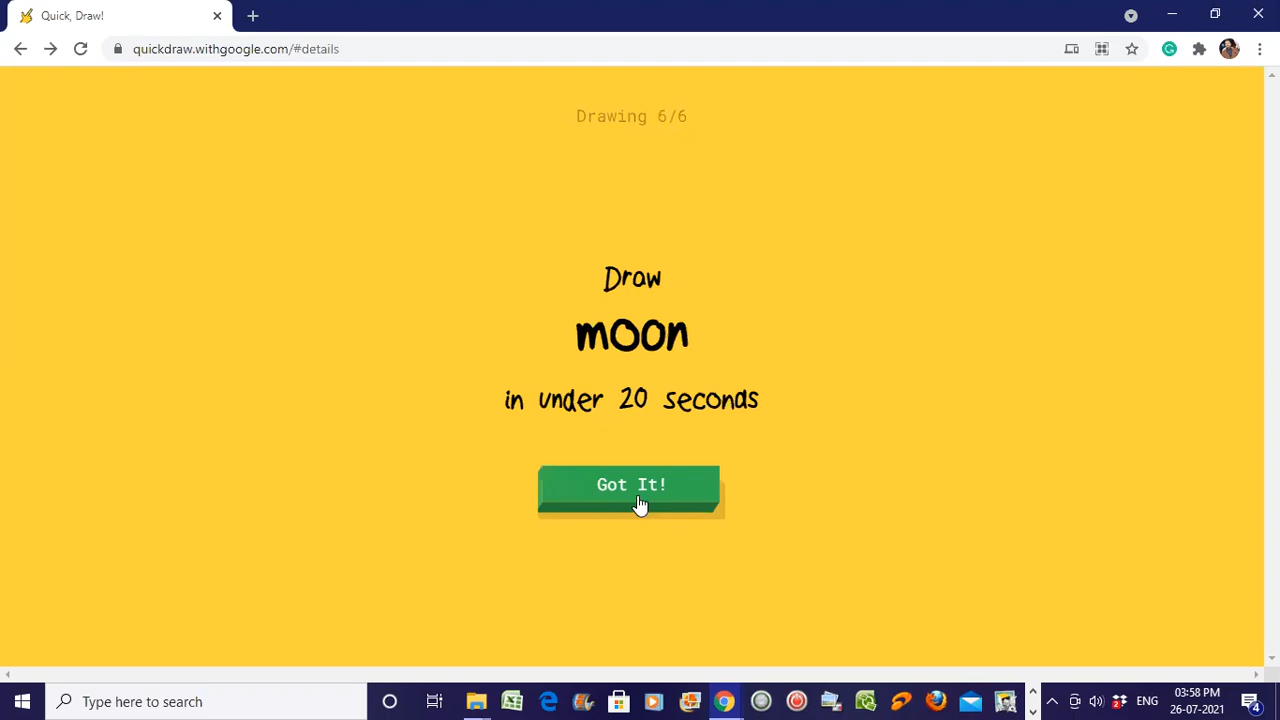 Quick, Draw!
quickdraw.withgoogle.com/#details
Drawing 6/6
Draw
moon
in under 20 seconds
Got It!
Type here to search
ENG
03:58 PM
26-07-2021
4